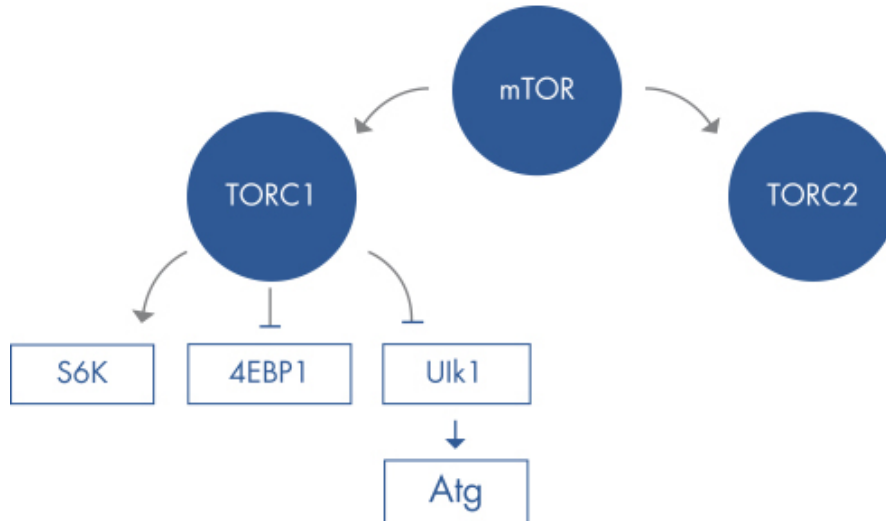 mTOR
TORC1
TORC2
S6K
4EBP1
Ulk1
Atg